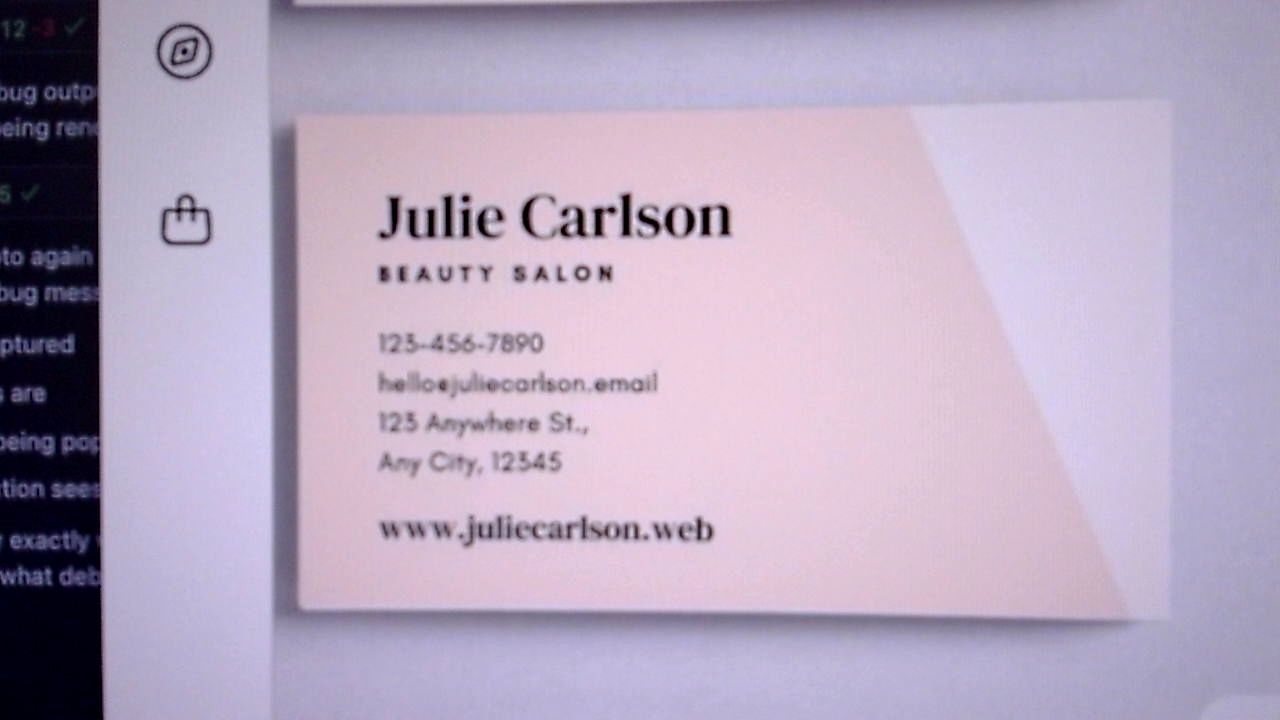 12 -3
bug outp
being rend
5
to again
bug mess
ptured
s are
being pop
tion sees
exactly
what deb
Julie Carlson
BEAUTY SALON
123-456-7890
hello@juliecarlson.email
123 Anywhere St.,
Any City, 12345
www.juliecarlson.web